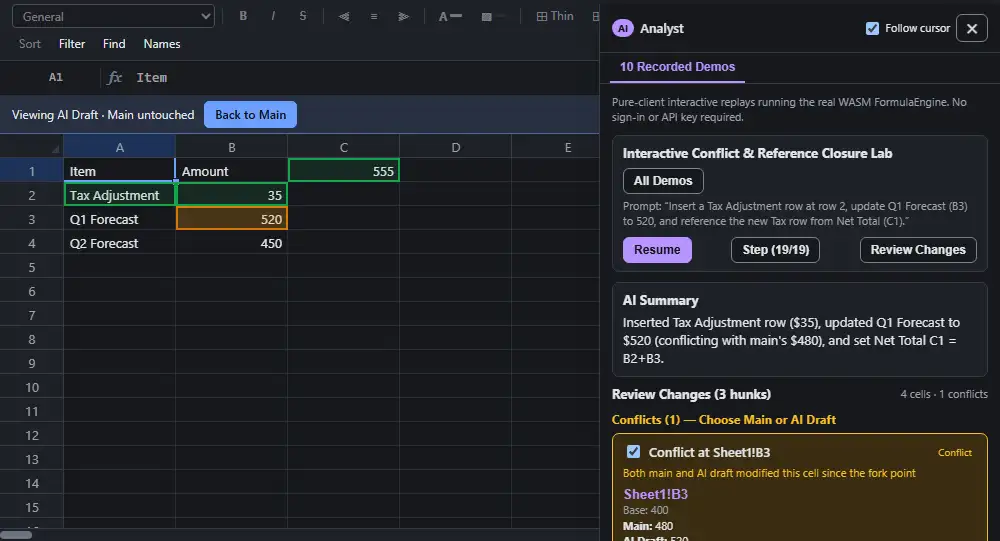 General
B I S A Thin
Sort Filter Find Names
A1 fx Item
Viewing AI Draft · Main untouched Back to Main
A B C D E
1 Item Amount 555
2 Tax Adjustment 35
3 Q1 Forecast 520
4 Q2 Forecast 450
5
6
7
8
9
10
11
12
13
14
15
AI Analyst Follow cursor ✕
10 Recorded Demos
Pure-client interactive replays running the real WASM FormulaEngine. No
sign-in or API key required.
Interactive Conflict & Reference Closure Lab
All Demos
Prompt: "Insert a Tax Adjustment row at row 2, update Q1 Forecast (B3)
to 520, and reference the new Tax row from Net Total (C1)."
Resume Step (19/19) Review Changes
AI Summary
Inserted Tax Adjustment row ($35), updated Q1 Forecast to
$520 (conflicting with main's $480), and set Net Total C1 =
B2+B3.
Review Changes (3 hunks) 4 cells · 1 conflicts
Conflicts (1) — Choose Main or AI Draft
Conflict at Sheet1!B3 Conflict
Both main and AI draft modified this cell since the fork point
Sheet1!B3
Base: 400
Main: 480
AI Draft: 520